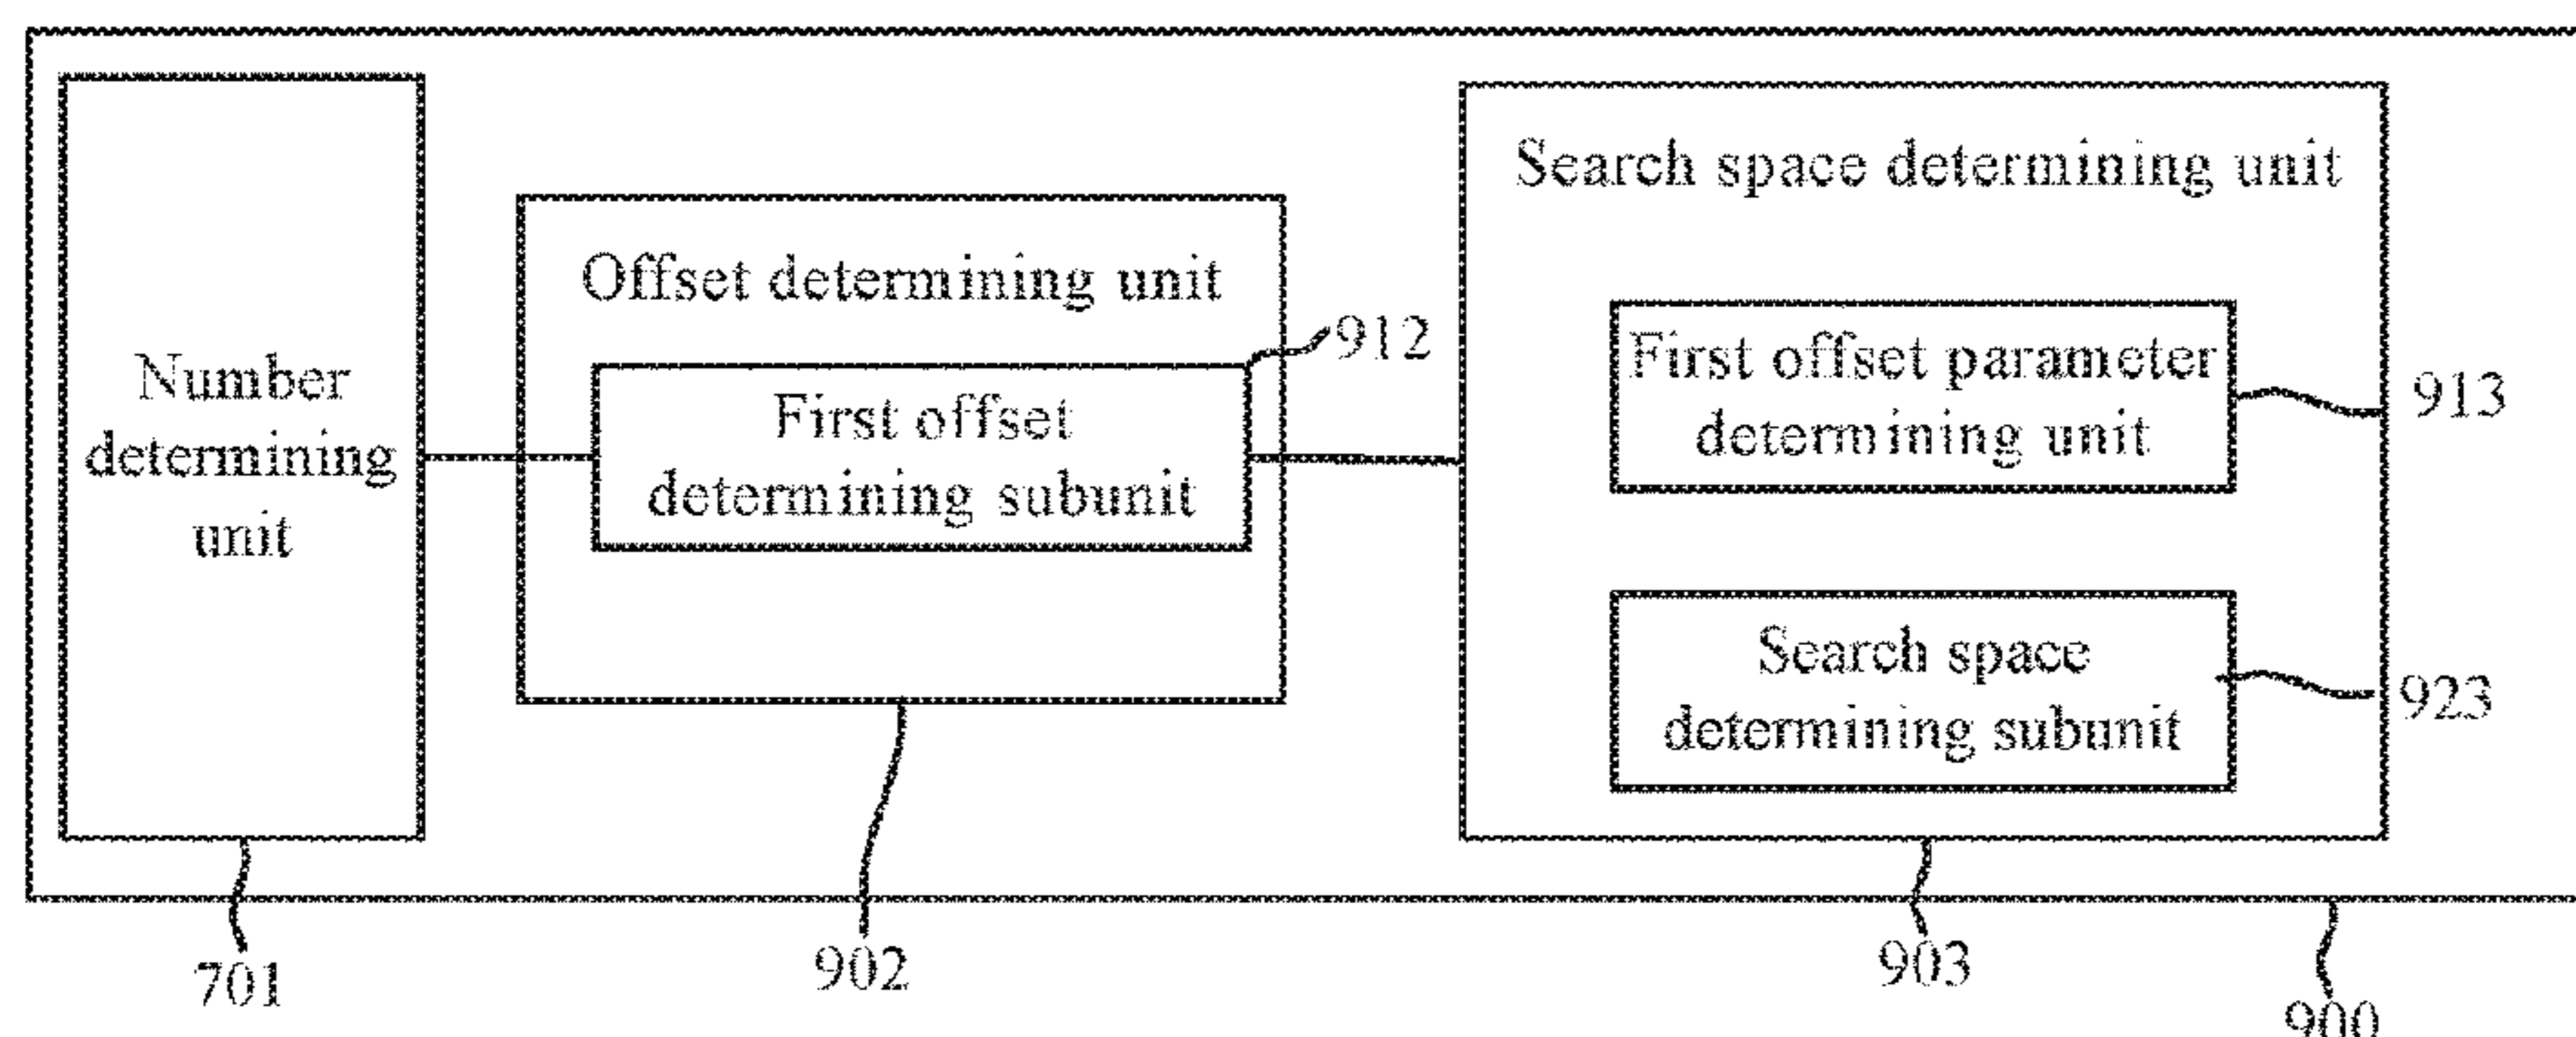 Number
determining
unit
701
Offset determining unit
912
First offset
determining subunit
902
Search space determining unit
First offset parameter
determining unit
913
Search space
determining subunit
923
903
900